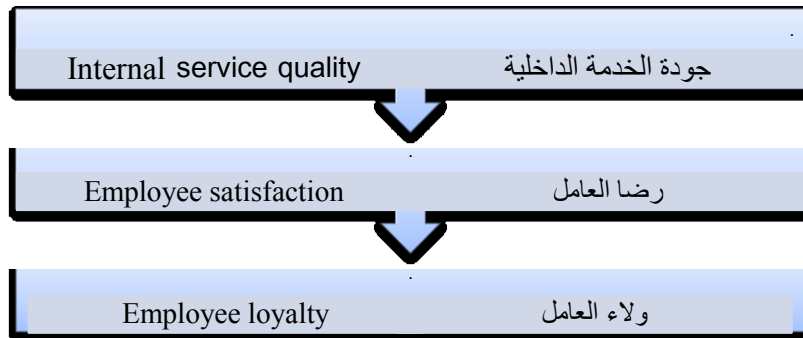 Internal service quality جودة الخدمة الداخلية
Employee satisfaction رضا العامل
Employee loyalty ولاء العامل